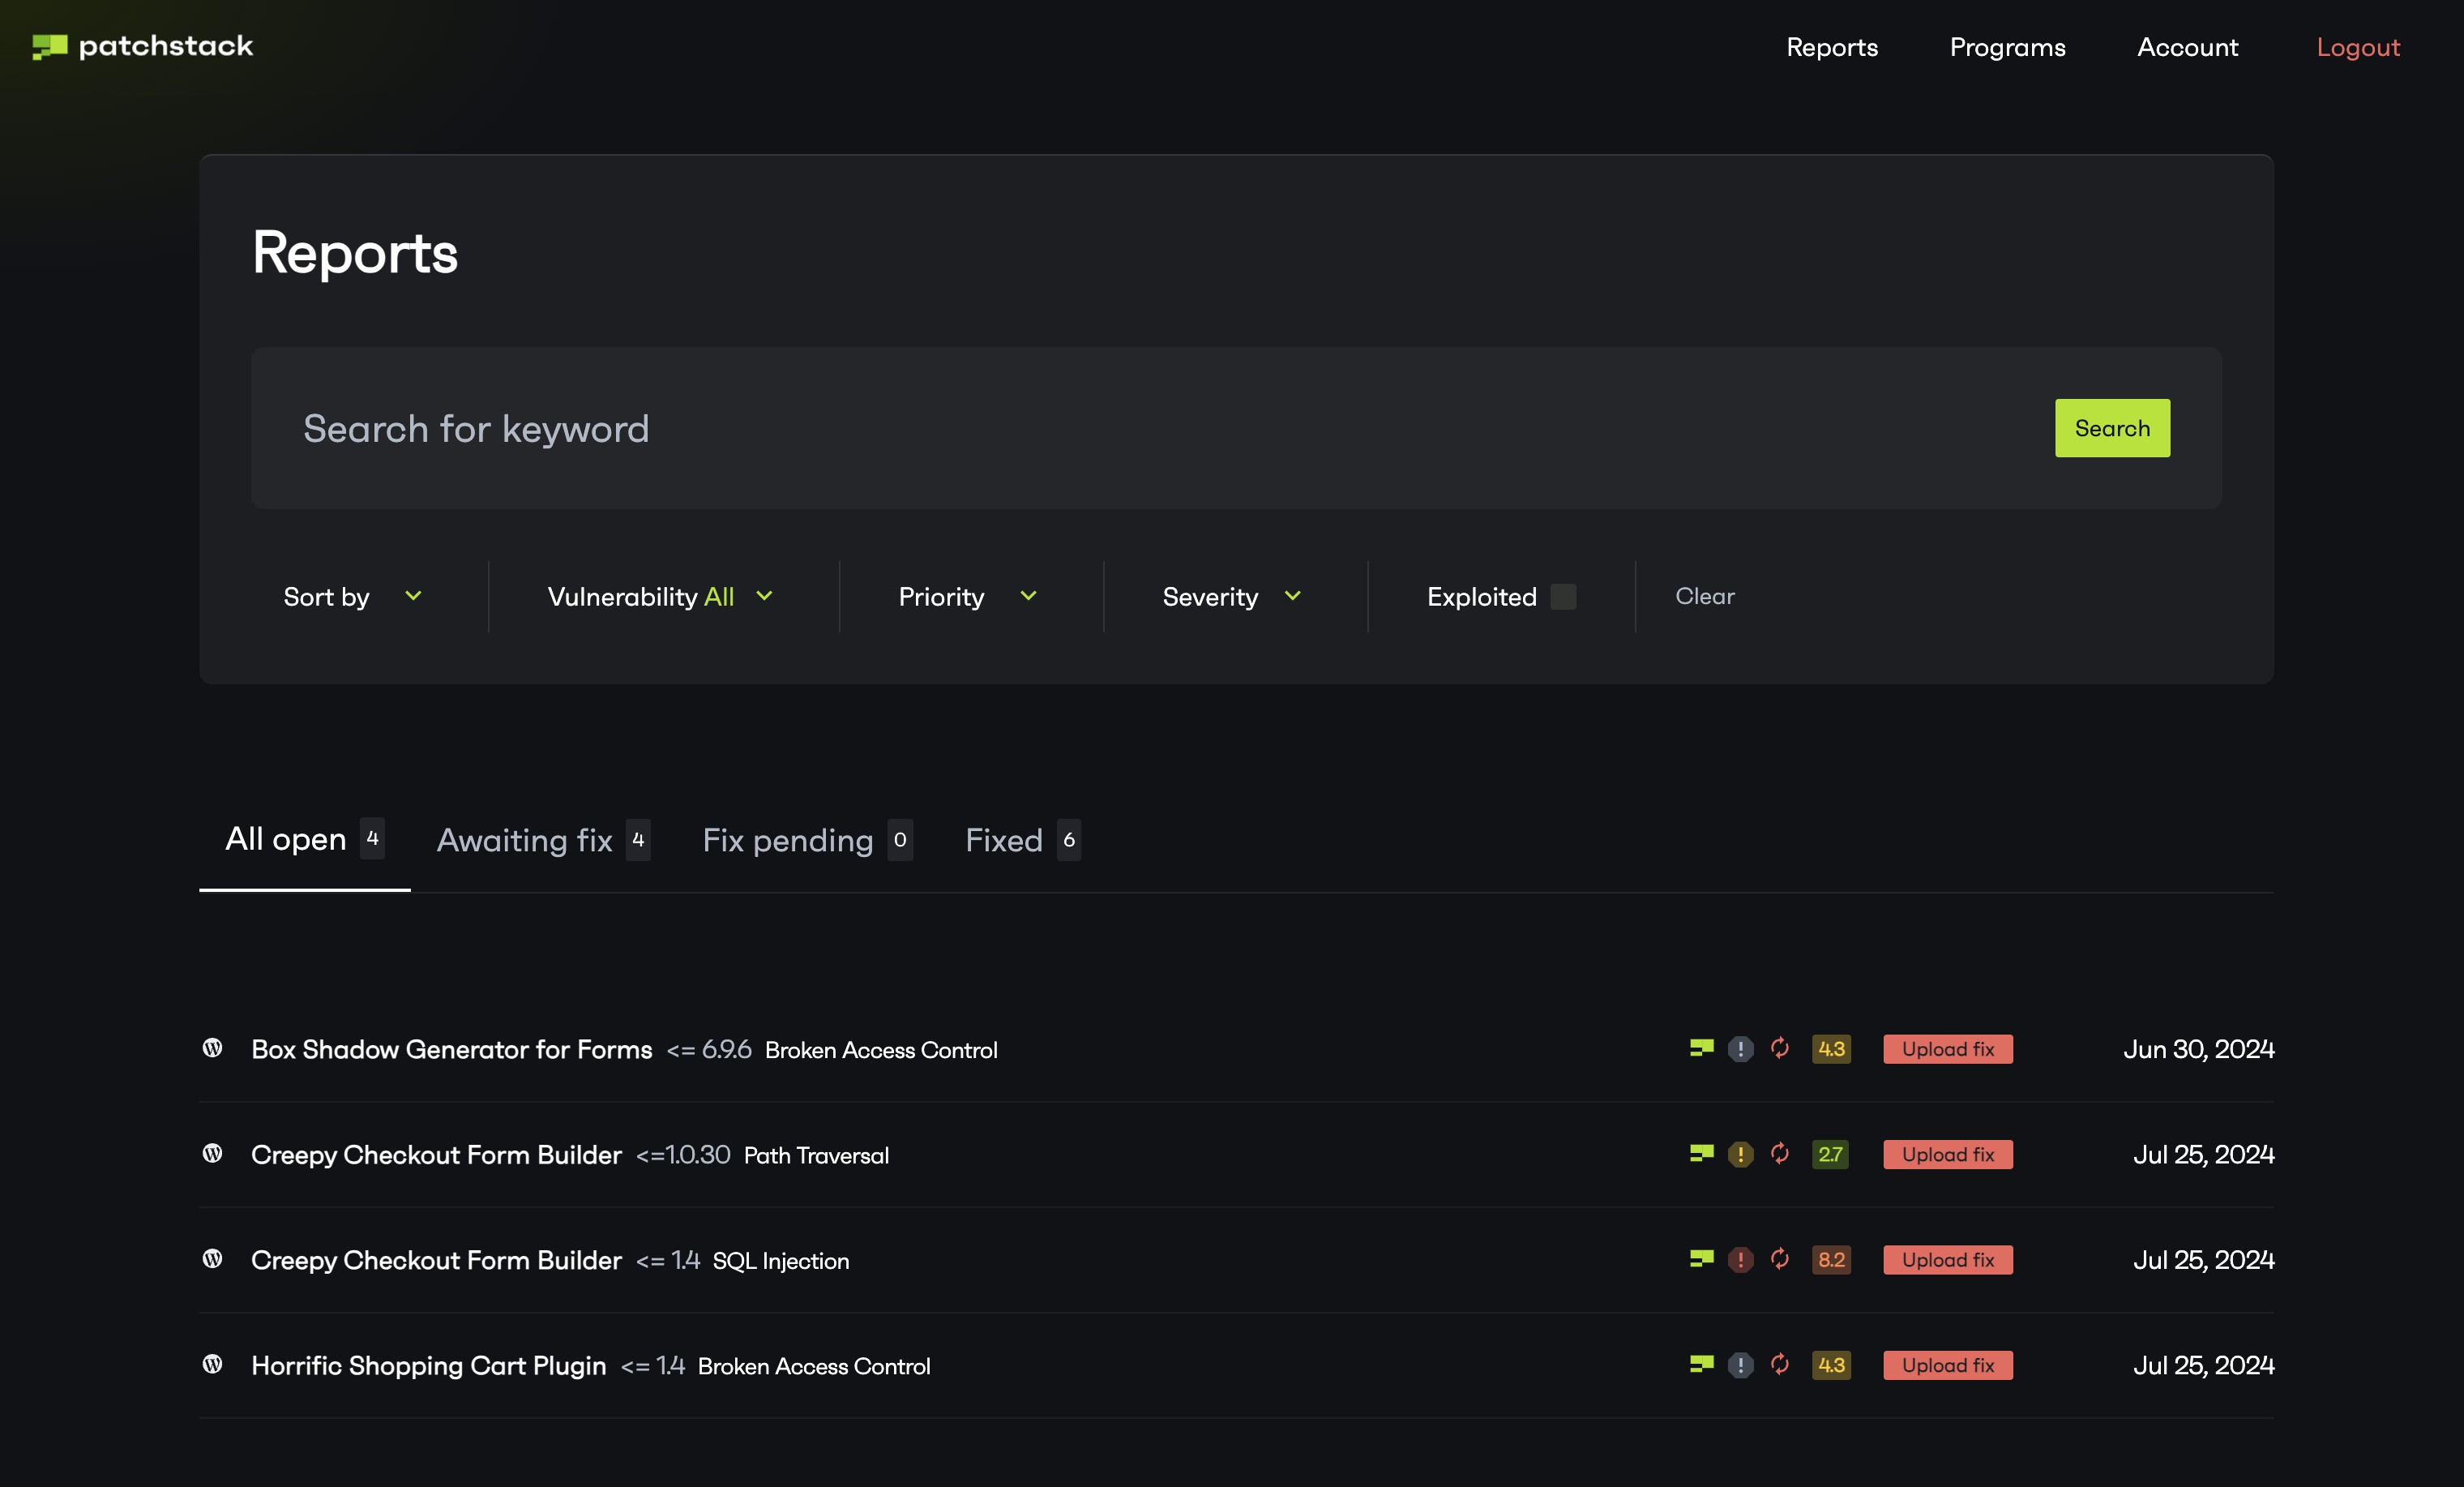 patchstack
Reports Programs Account Logout
Reports
Search for keyword Search
Sort by Vulnerability All Priority Severity Exploited Clear
All open 4 Awaiting fix 4 Fix pending 0 Fixed 6
Box Shadow Generator for Forms <= 6.9.6 Broken Access Control 4.3 Upload fix Jun 30, 2024
Creepy Checkout Form Builder <=1.0.30 Path Traversal 2.7 Upload fix Jul 25, 2024
Creepy Checkout Form Builder <= 1.4 SQL Injection 8.2 Upload fix Jul 25, 2024
Horrific Shopping Cart Plugin <= 1.4 Broken Access Control 4.3 Upload fix Jul 25, 2024